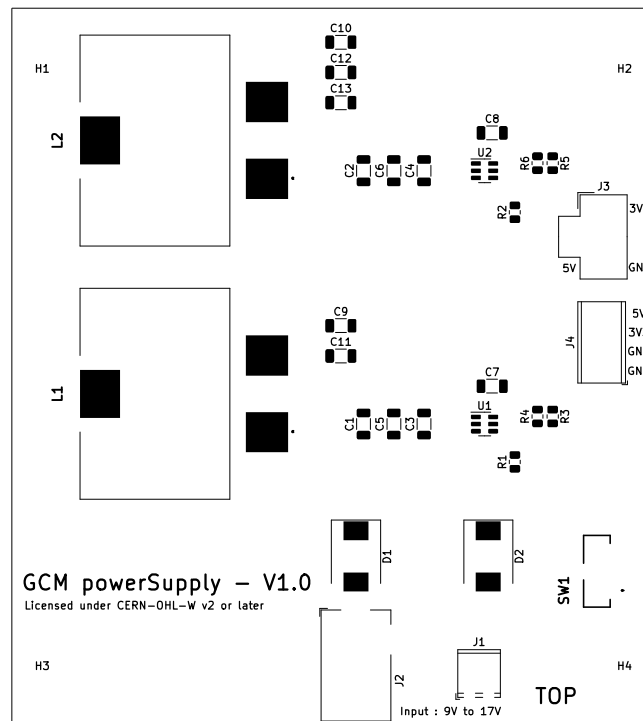 C10
H1
C12
H2
C13
L2
C8
U2
C2
C6
C4
R6
R5
J3
R2
3V
5V
GN
C9
C11
5V
3V
GN
GN
J4
L1
C7
U1
C1
C5
C3
R4
R3
R1
D1
D2
SW1
GCM powerSupply - V1.0
Licensed under CERN-OHL-W v2 or later
J1
H3
J2
H4
TOP
Input : 9V to 17V